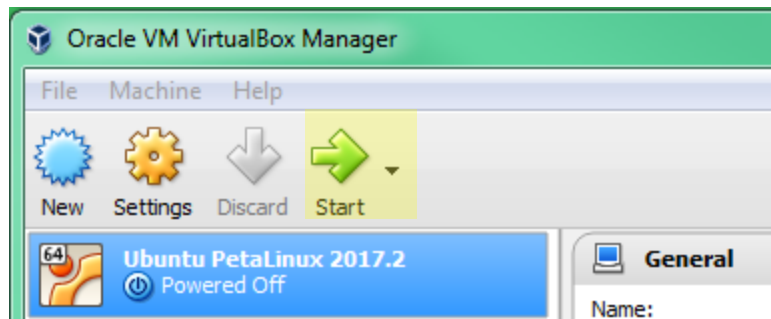 Oracle VM VirtualBox Manager
File Machine Help
New Settings Discard Start
64
Ubuntu PetaLinux 2017.2
Powered Off
General
Name: